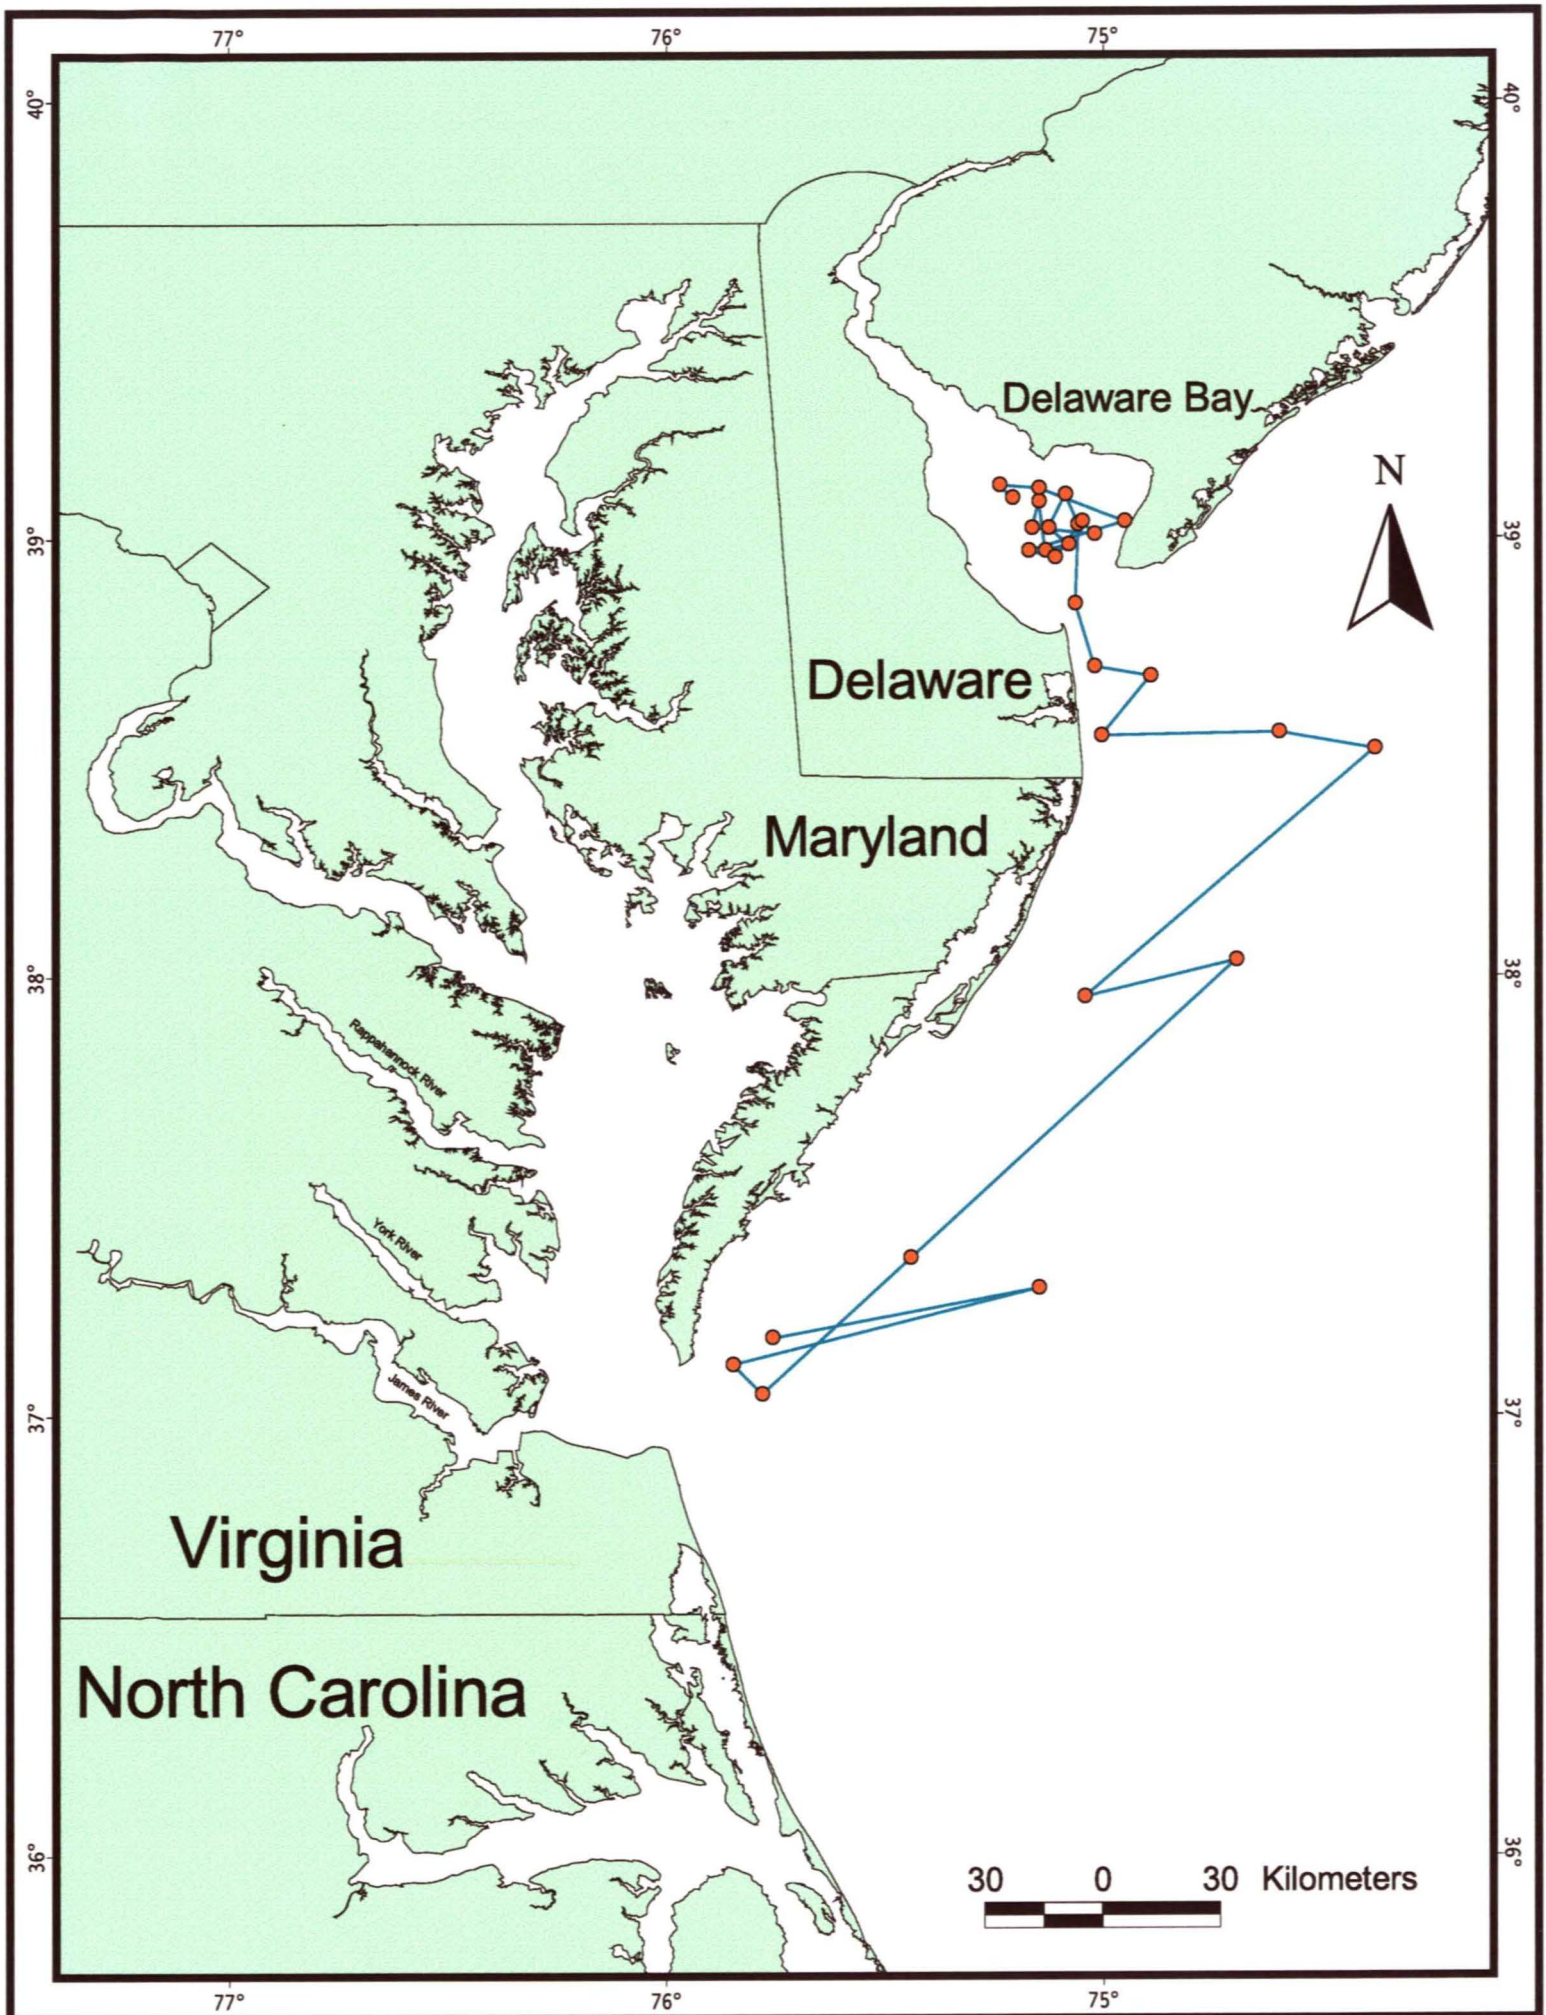 77° 76° 75°
40° 40°
Delaware Bay
N
39° 39°
Delaware
Maryland
38° 38°
Rappahannock River
York River
James River
37° 37°
Virginia
North Carolina
36° 36°
30 0 30 Kilometers
77° 76° 75°